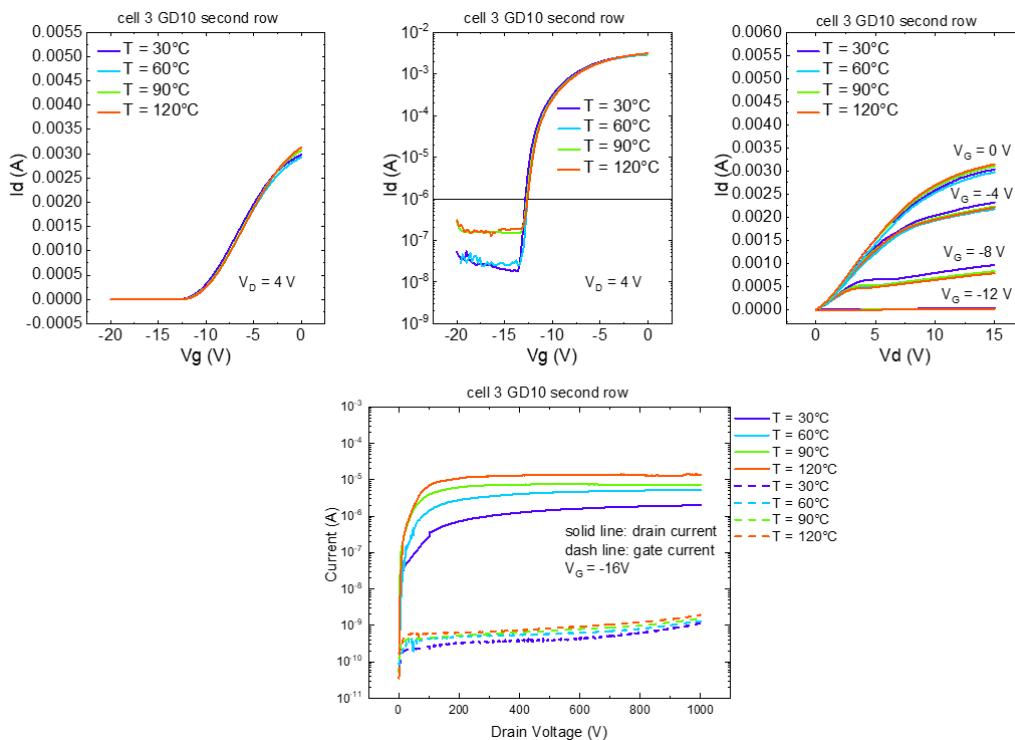 cell 3 GD10 second row
0.0055
0.0050
0.0045
0.0040
0.0035
0.0030
0.0025
0.0020
0.0015
0.0010
0.0005
0.0000
-0.0005
Id (A)
T = 30°C
T = 60°C
T = 90°C
T = 120°C
V_D = 4 V
-20
-15
-10
-5
0
Vg (V)
cell 3 GD10 second row
10⁻²
10⁻³
10⁻⁴
10⁻⁵
10⁻⁶
10⁻⁷
10⁻⁸
10⁻⁹
Id (A)
T = 30°C
T = 60°C
T = 90°C
T = 120°C
V_D = 4 V
-20
-15
-10
-5
0
Vg (V)
cell 3 GD10 second row
0.0060
0.0055
0.0050
0.0045
0.0040
0.0035
0.0030
0.0025
0.0020
0.0015
0.0010
0.0005
0.0000
Id (A)
T = 30°C
T = 60°C
T = 90°C
T = 120°C
V_G = 0 V
V_G = -4 V
V_G = -8 V
V_G = -12 V
0
5
10
15
Vd (V)
cell 3 GD10 second row
10⁻³
10⁻⁴
10⁻⁵
10⁻⁶
10⁻⁷
10⁻⁸
10⁻⁹
10⁻¹⁰
10⁻¹¹
Current (A)
solid line: drain current
dash line: gate current
V_G = -16V
0
200
400
600
800
1000
Drain Voltage (V)
T = 30°C
T = 60°C
T = 90°C
T = 120°C
T = 30°C
T = 60°C
T = 90°C
T = 120°C